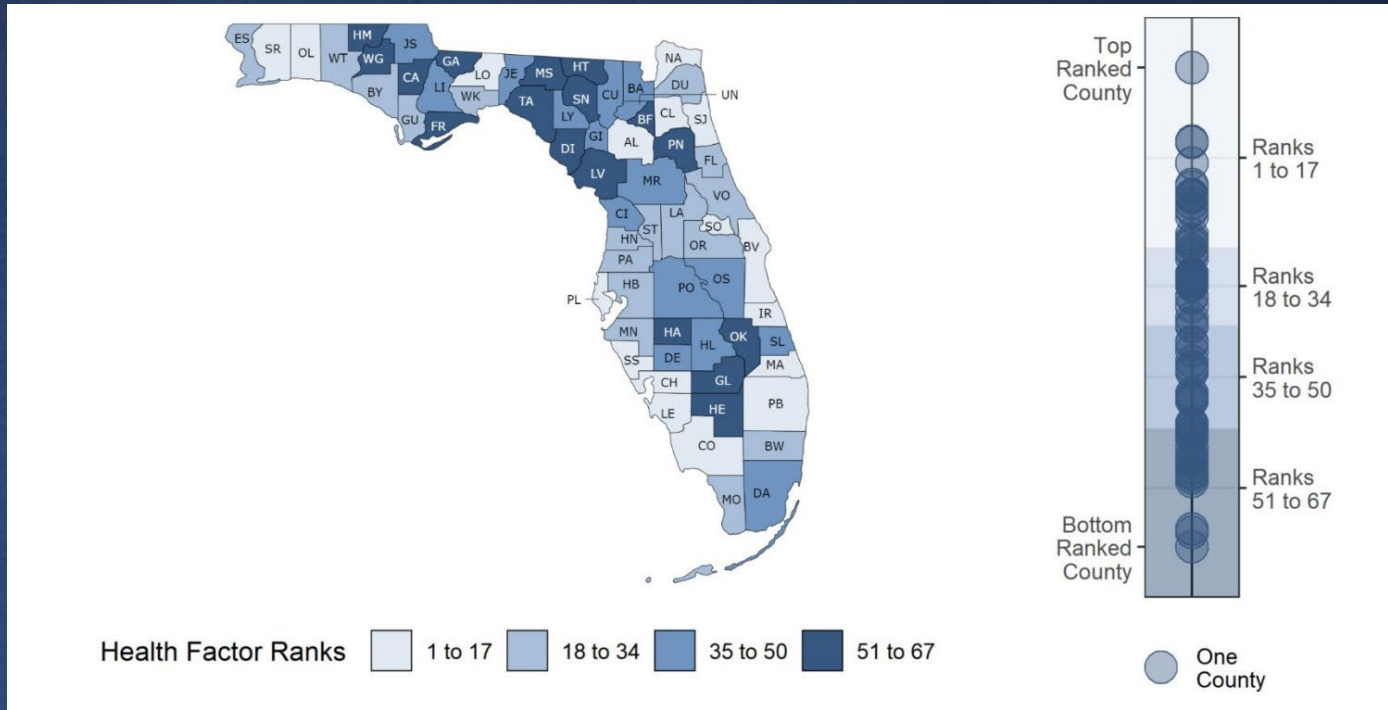 HM
ES
SR
OL
WT
WG
JS
GA
CA
LI
LO
JE
MS
HT
NA
BY
WK
TA
SN
CU
BA
DU
UN
GU
FR
LY
BF
CL
SJ
DI
GI
AL
PN
FL
LV
MR
VO
CI
ST
LA
SO
HN
OR
BV
PA
PL
HB
PO
OS
IR
MN
HA
HL
OK
SL
SS
DE
MA
CH
GL
LE
HE
PB
CO
BW
MO
DA
Top
Ranked
County
Ranks
1 to 17
Ranks
18 to 34
Ranks
35 to 50
Ranks
51 to 67
Bottom
Ranked
County
Health Factor Ranks
1 to 17
18 to 34
35 to 50
51 to 67
One
County